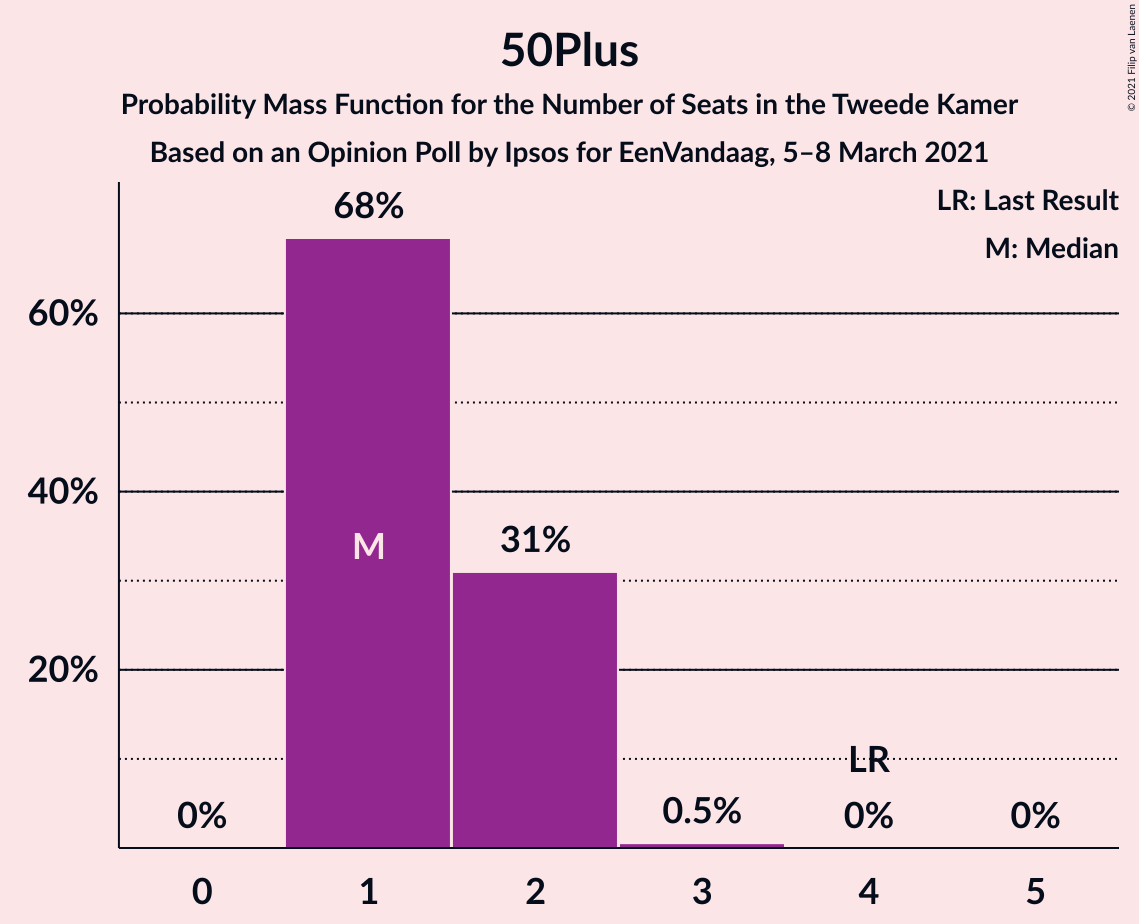 50Plus
Probability Mass Function for the Number of Seats in the Tweede Kamer
Based on an Opinion Poll by Ipsos for EenVandaag, 5–8 March 2021
© 2021 Filip van Laenen
LR: Last Result
M: Median
68%
60%
40%
31%
M
20%
LR
0%
0.5%
0%
0%
0 1 2 3 4 5